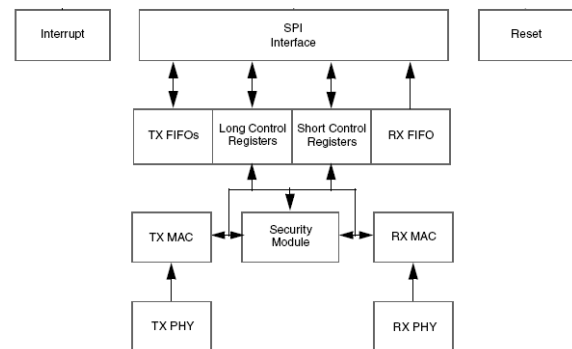 Interrupt
SPI
Interface
Reset
TX FIFOs
Long Control
Registers
Short Control
Registers
RX FIFO
TX MAC
Security
Module
RX MAC
TX PHY
RX PHY